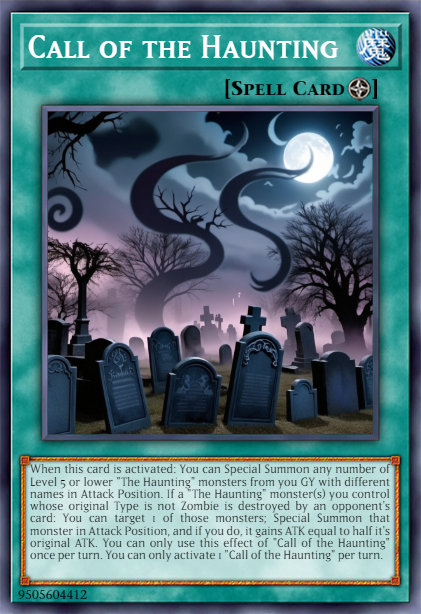 CALL OF THE HAUNTING
魔
[SPELL CARD]
When this card is activated: You can Special Summon any number of
Level 5 or lower "The Haunting" monsters from you GY with different
names in Attack Position. If a "The Haunting" monster(s) you control
whose original Type is not Zombie is destroyed by an opponent's
card: You can target 1 of those monsters; Special Summon that
monster in Attack Position, and if you do, it gains ATK equal to half it's
original ATK. You can only use this effect of "Call of the Haunting"
once per turn. You can only activate 1 "Call of the Haunting" per turn.
9505604412